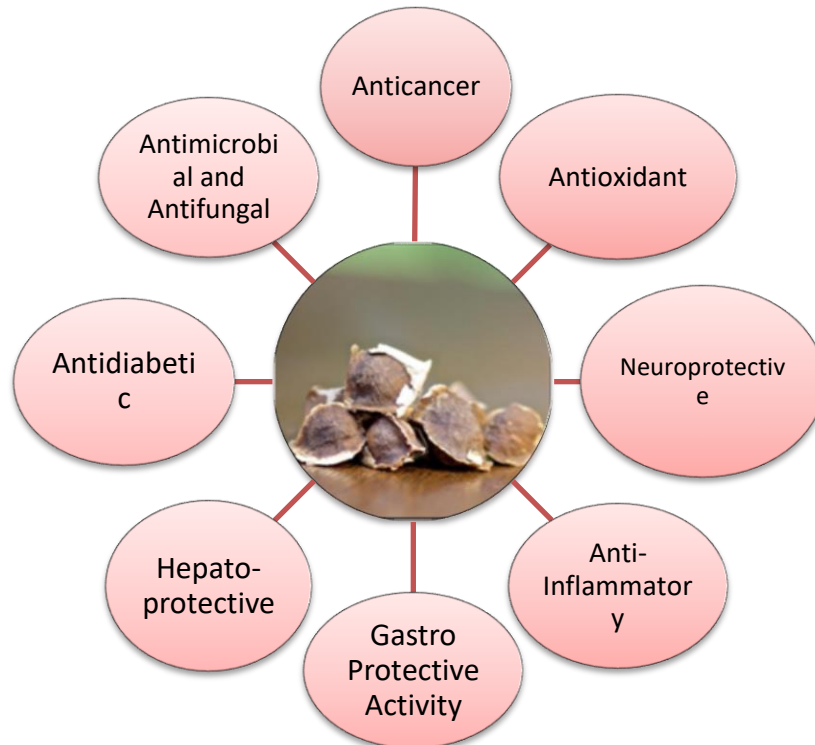 Anticancer
Antioxidant
Neuroprotectiv
e
Anti-
Inflammator
y
Gastro
Protective
Activity
Hepato-
protective
Antidiabeti
c
Antimicrobi
al and
Antifungal